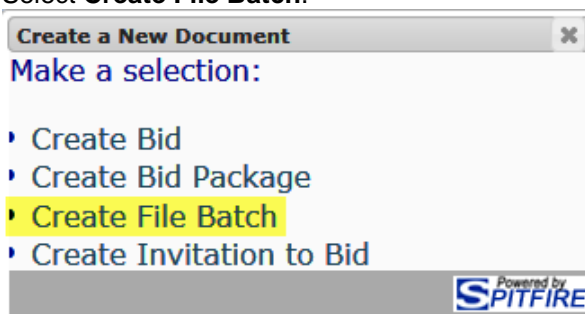 Select Create File Batch.
Create a New Document
Make a selection:
• Create Bid
• Create Bid Package
• Create File Batch
• Create Invitation to Bid
Powered by
SPITFIRE